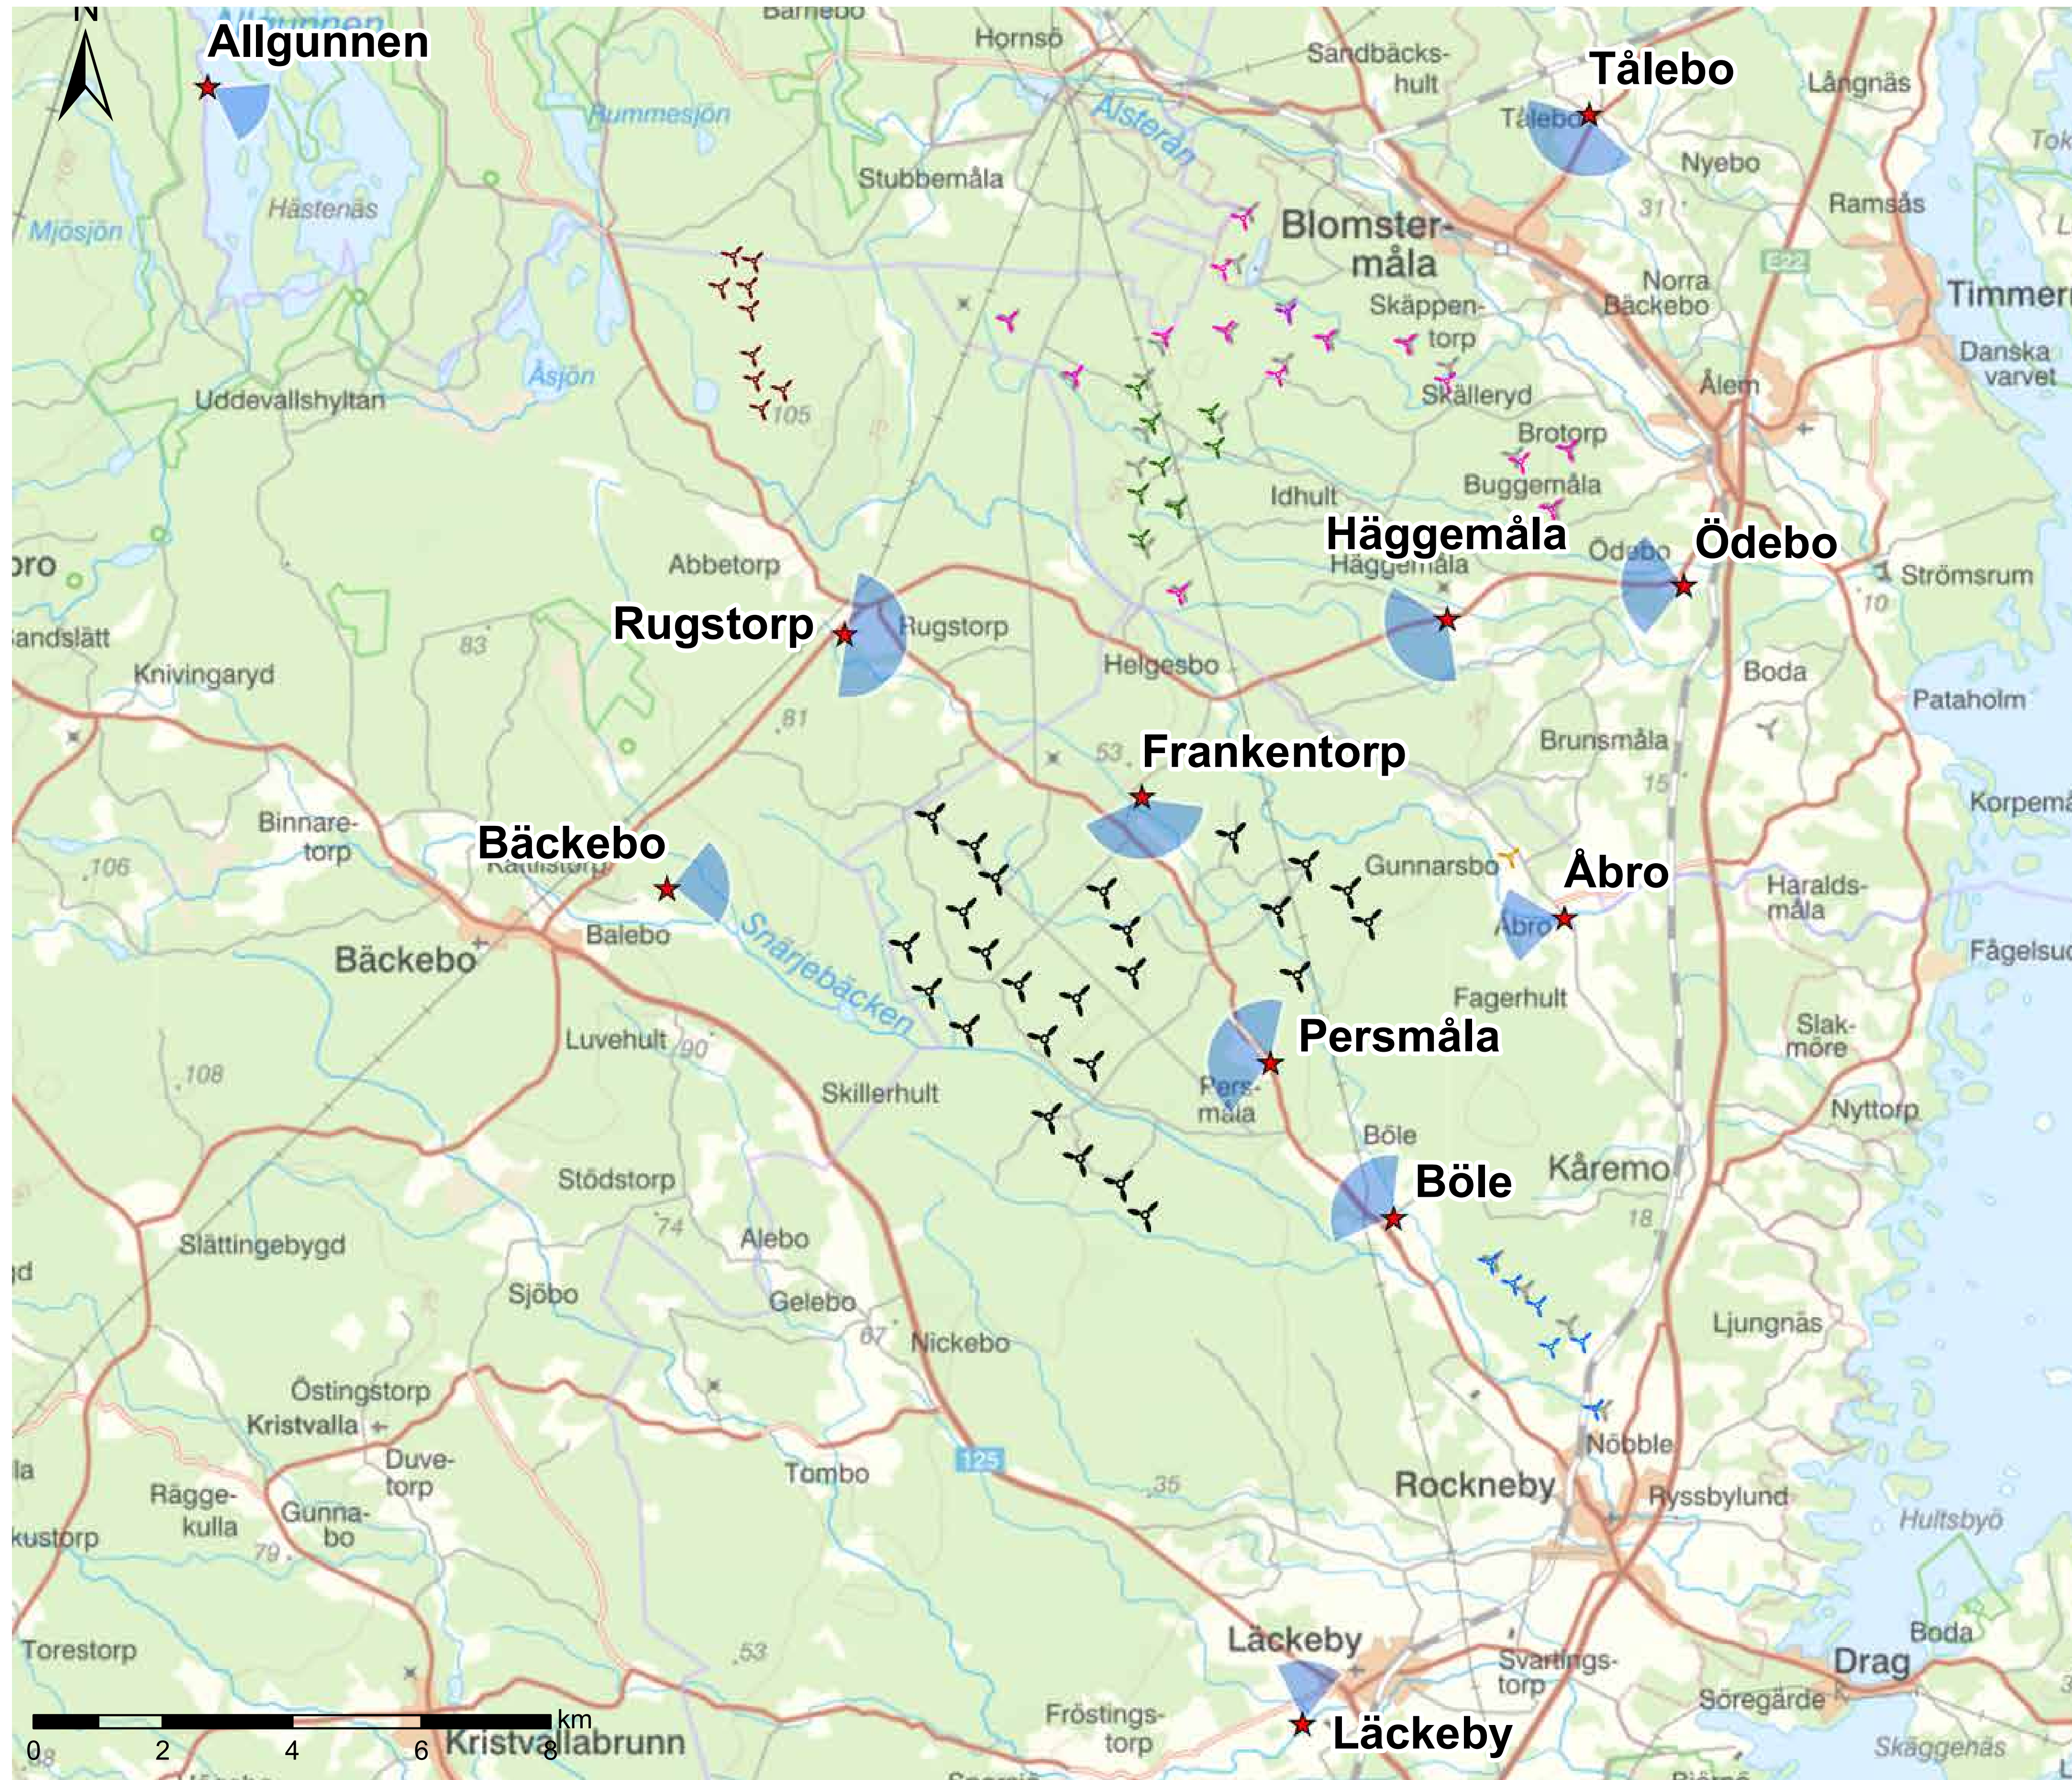 N
Allgunnen
Barnebo
Hornsö
Sandbäcks-
hult
Tålebo
Långnäs
Rummesjön
Alsterån
Tålebo
Nyebo
Stubbemåla
Hästenäs
Mjösjön
31
Ramsås
Blomster-
måla
E22
Norra
Bäckebo
Timmer
Skäppen-
torp
Danska
varvet
Åsjön
Uddevallshyltan
105
Skälleryd
Ålem
Brotorp
Buggemåla
Idhult
Häggemåla
Ödebo
Ödebo
Häggemåla
Abbetorp
Strömsrum
10
Rugstorp
Rugstorp
andslätt
83
Knivingaryd
Helgesbo
Boda
Pataholm
81
Frankentorp
53
Brunsmåla
15
Korpemå
Binnare-
torp
Bäckebo
106
Gunnarsbo
Åbro
Haralds-
måla
Åbro
Balebo
Bäckebo
Snärjebäcken
Fågelsu
Fagerhult
Persmåla
Slak-
möre
Luvehult
90
108
Skillerhult
Pers-
måla
Nyttorp
Böle
Böle
Kåremo
Stödstorp
74
18
Slättingebygd
Alebo
Sjöbo
Gelebo
67
Nickebo
Ljungnäs
Östingstorp
Kristvalla
Duve-
torp
125
Tombo
35
Nöbble
Rockneby
Ryssbylund
Rägge-
kulla
Gunna-
bo
79
kustorp
Hultsbyö
Torestorp
53
Läckeby
Svartings-
torp
Boda
Drag
Söregärde
Fröstings-
torp
Läckeby
km
0 2 4 6 8
Kristvallabrunn
Skäggenäs